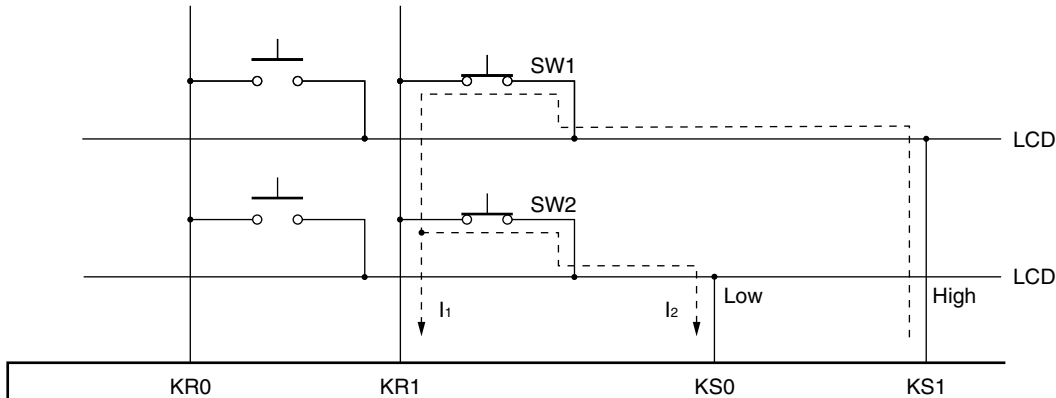 SW1
LCD
SW2
LCD
I1 I2 Low High
KR0 KR1 KS0 KS1